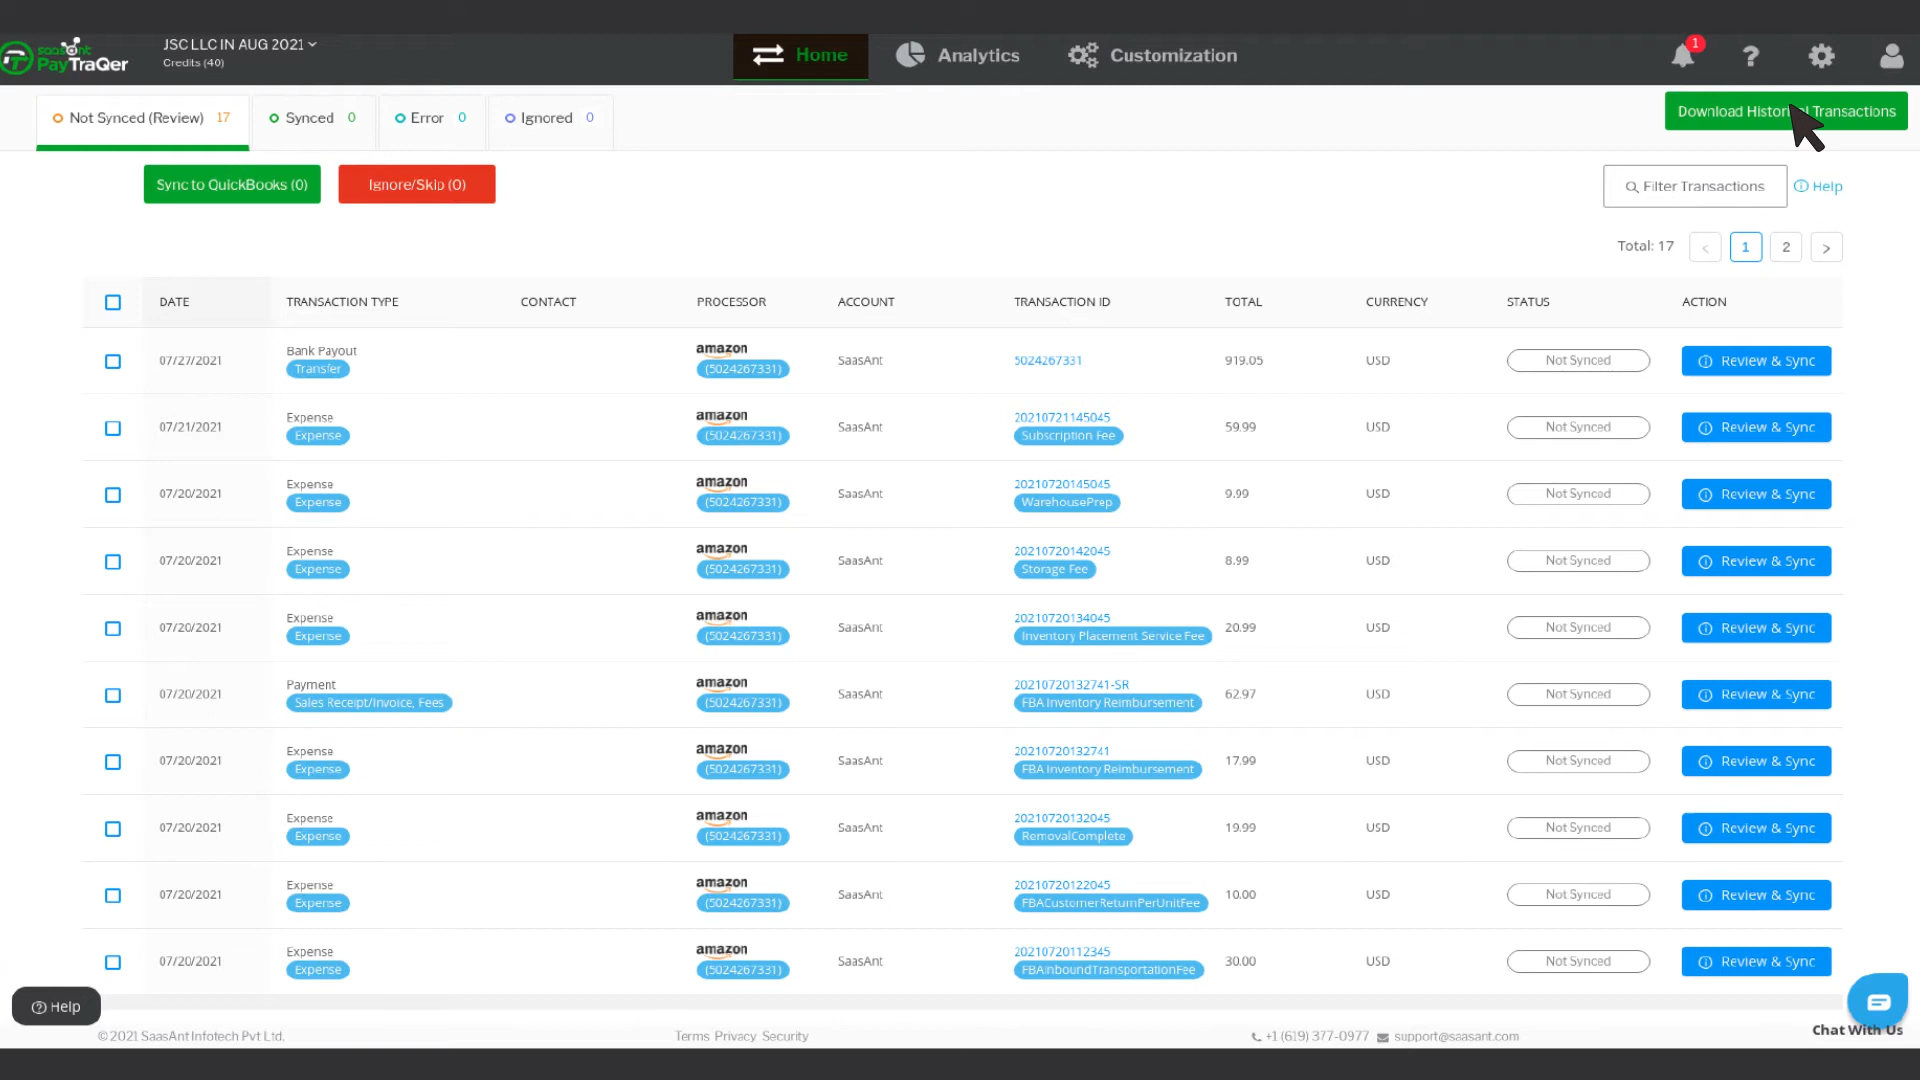 saasant
PayTraQer
JSC LLC IN AUG 2021
Credits (40)
Home
Analytics
Customization
1
Not Synced (Review) 17
Synced 0
Error 0
Ignored 0
Download Transactions
Sync to QuickBooks (0)
Ignore/Skip (0)
Filter Transactions
Help
Total: 17 < 1 2 >
DATE TRANSACTION TYPE CONTACT PROCESSOR ACCOUNT TRANSACTION ID TOTAL CURRENCY STATUS ACTION
07/27/2021 Bank Payout amazon SaasAnt 5024267331 919.05 USD Not Synced Review & Sync
Transfer (5024267331)
07/21/2021 Expense amazon SaasAnt 20210721145045 59.99 USD Not Synced Review & Sync
Expense (5024267331) Subscription Fee
07/20/2021 Expense amazon SaasAnt 20210720145045 9.99 USD Not Synced Review & Sync
Expense (5024267331) WarehousePrep
07/20/2021 Expense amazon SaasAnt 20210720142045 8.99 USD Not Synced Review & Sync
Expense (5024267331) Storage Fee
07/20/2021 Expense amazon SaasAnt 20210720134045 20.99 USD Not Synced Review & Sync
Expense (5024267331) Inventory Placement Service Fee
07/20/2021 Payment amazon SaasAnt 20210720132741-SR 62.97 USD Not Synced Review & Sync
Sales Receipt/Invoice, Fees (5024267331) FBA Inventory Reimbursement
07/20/2021 Expense amazon SaasAnt 20210720132741 17.99 USD Not Synced Review & Sync
Expense (5024267331) FBA Inventory Reimbursement
07/20/2021 Expense amazon SaasAnt 20210720132045 19.99 USD Not Synced Review & Sync
Expense (5024267331) RemovalComplete
07/20/2021 Expense amazon SaasAnt 20210720122045 10.00 USD Not Synced Review & Sync
Expense (5024267331) FBACustomerReturnPerUnitFee
07/20/2021 Expense amazon SaasAnt 20210720112345 30.00 USD Not Synced Review & Sync
Expense (5024267331) FBAInboundTransportationFee
Help
© 2021 SaasAnt Infotech Pvt Ltd.
Terms Privacy Security
+1 (619) 377-0977 support@saasant.com
Chat With Us